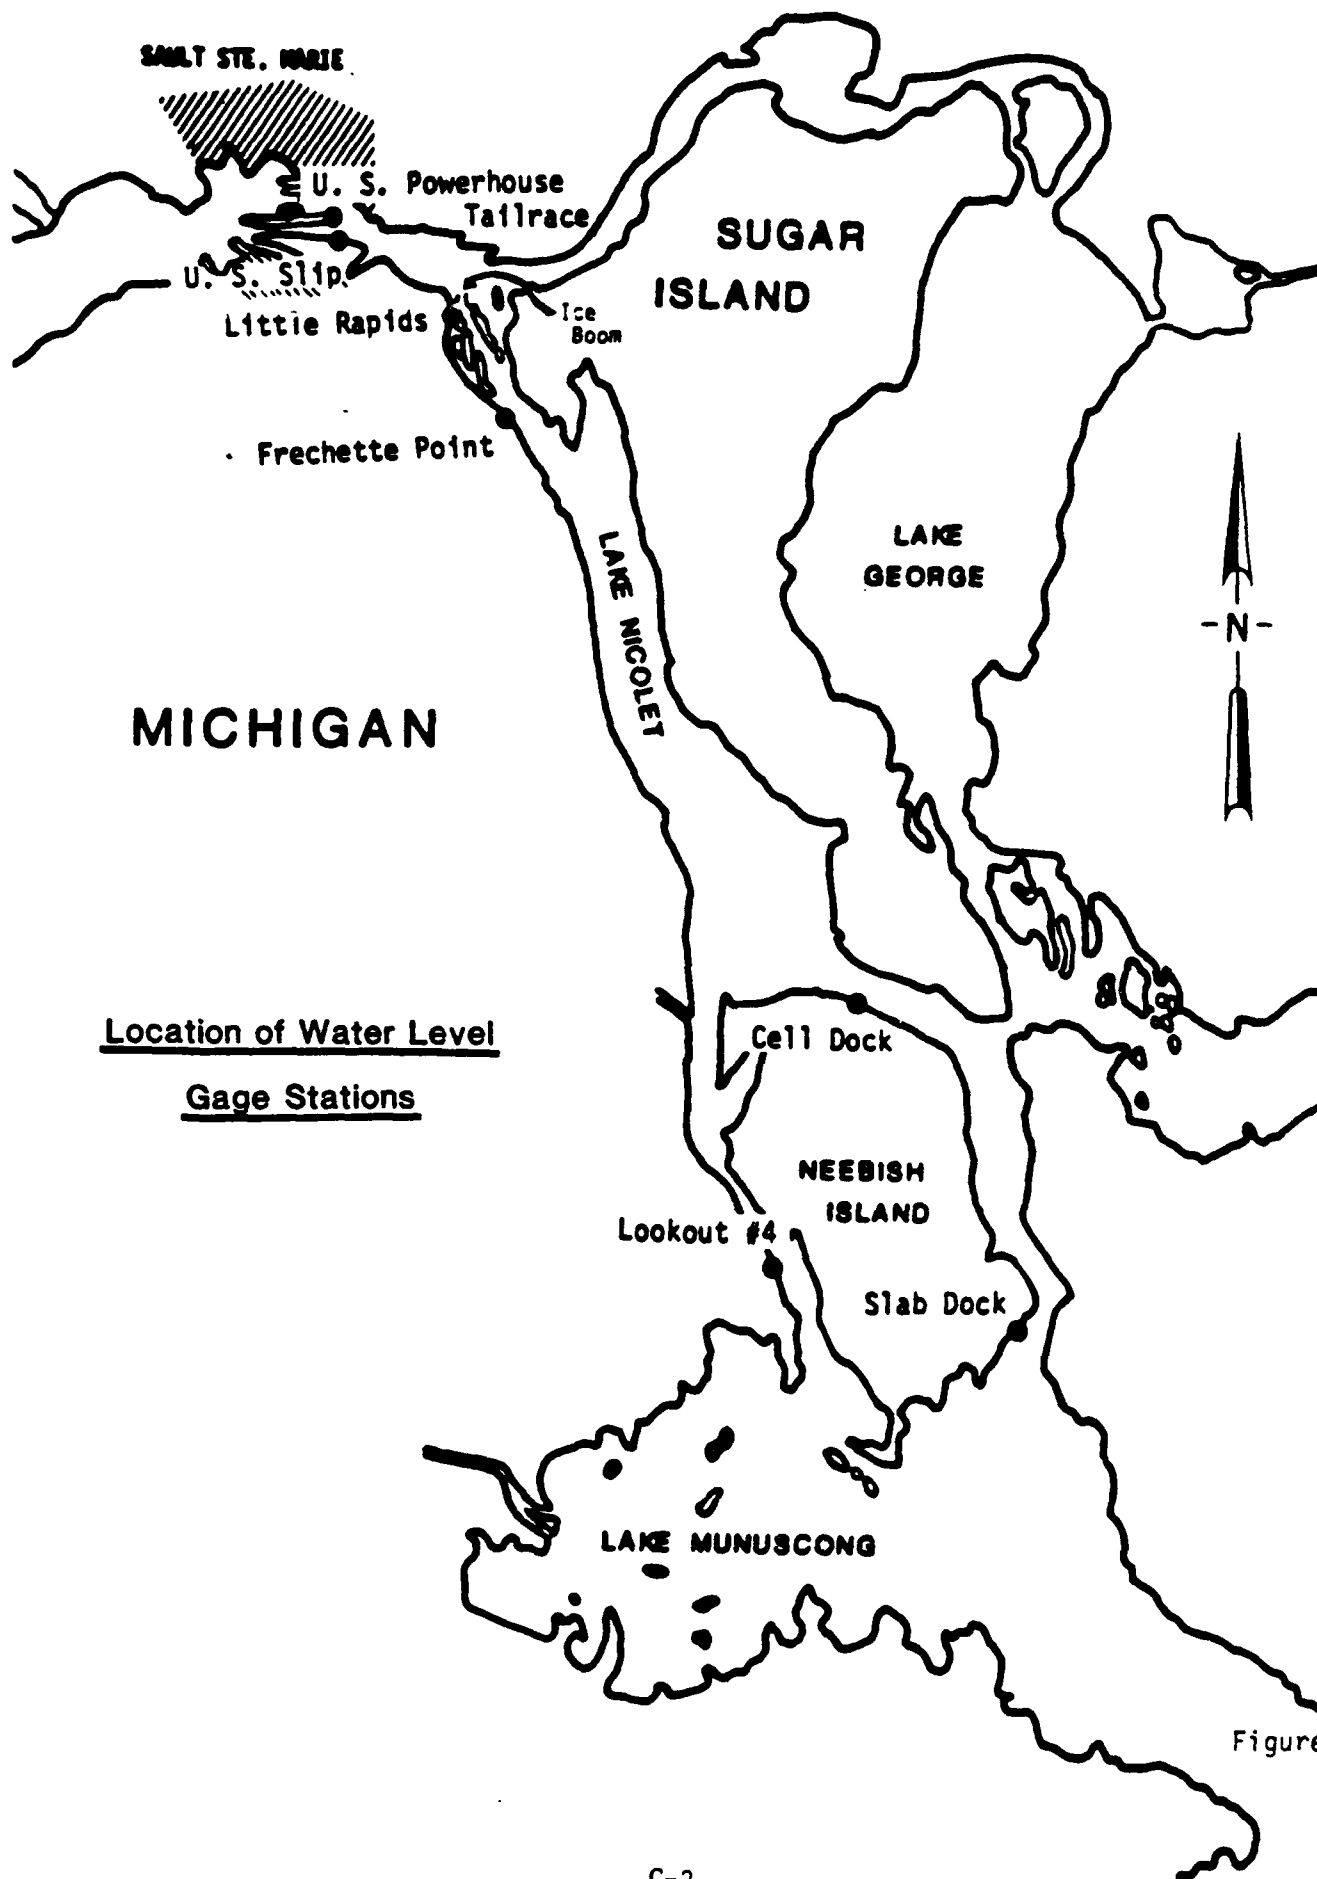 SAULT STE. MARIE
U. S. Powerhouse
Tailrace
SUGAR
ISLAND
U. S. Slip
Little Rapids
Ice
Boom
Frechette Point
LAKE
GEORGE
LAKE NICOLET
-N-
MICHIGAN
Location of Water Level
Gage Stations
Cell Dock
NEEBISH
ISLAND
Lookout #4
Slab Dock
LAKE MUNUSCONG
Figure